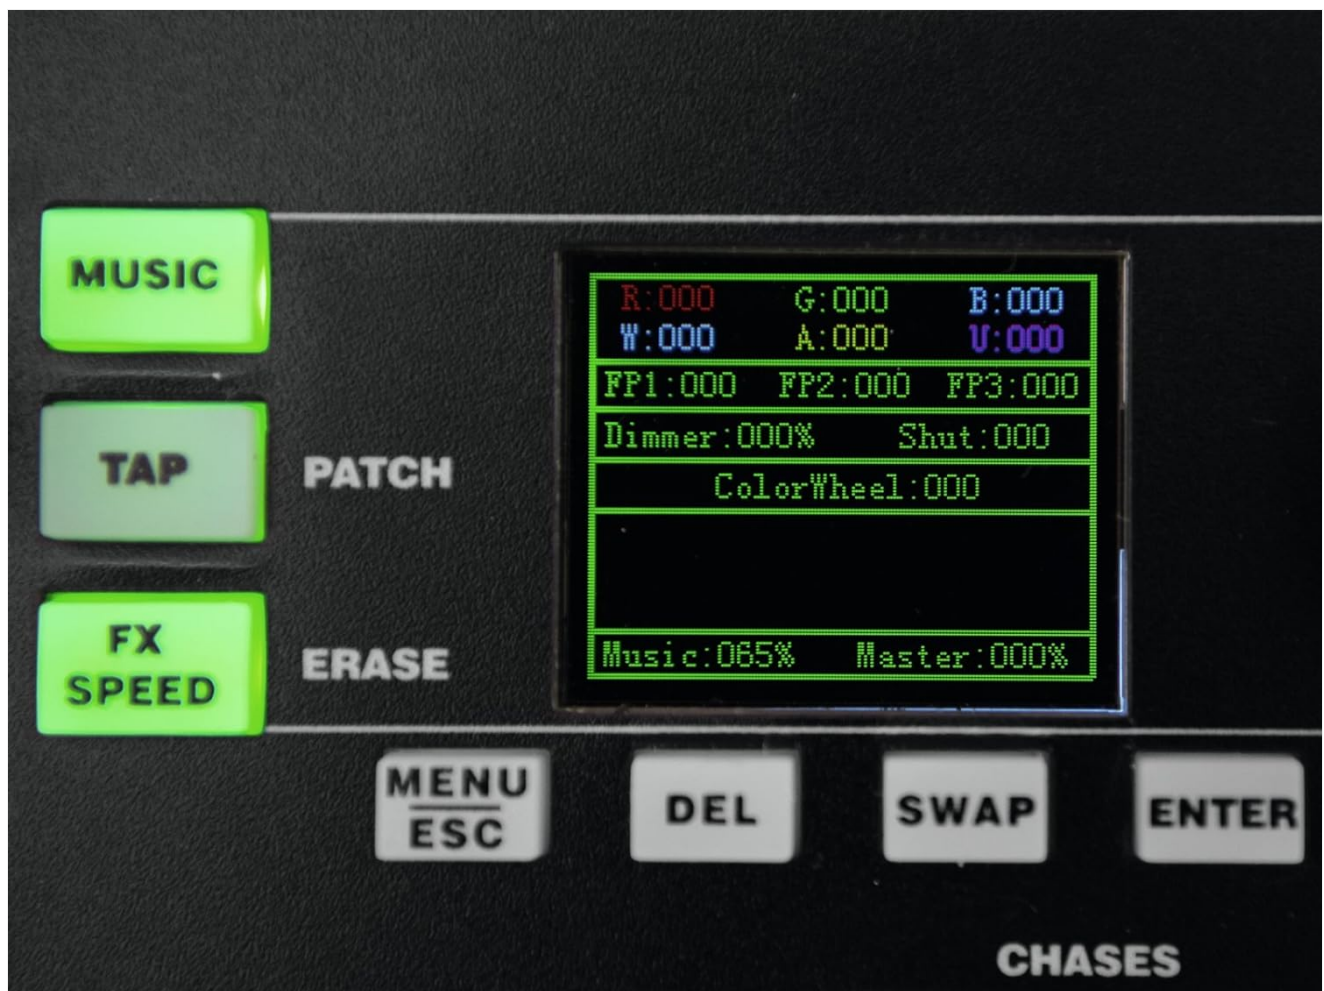 MUSIC
R:000 G:000 B:000
W:000 A:000 U:000
FP1:000 FP2:000 FP3:000
Dimmer:000% Shut:000
TAP PATCH
ColorWheel:000
FX
SPEED
ERASE
Music:065% Master:000%
MENU
ESC
DEL
SWAP
ENTER
CHASES